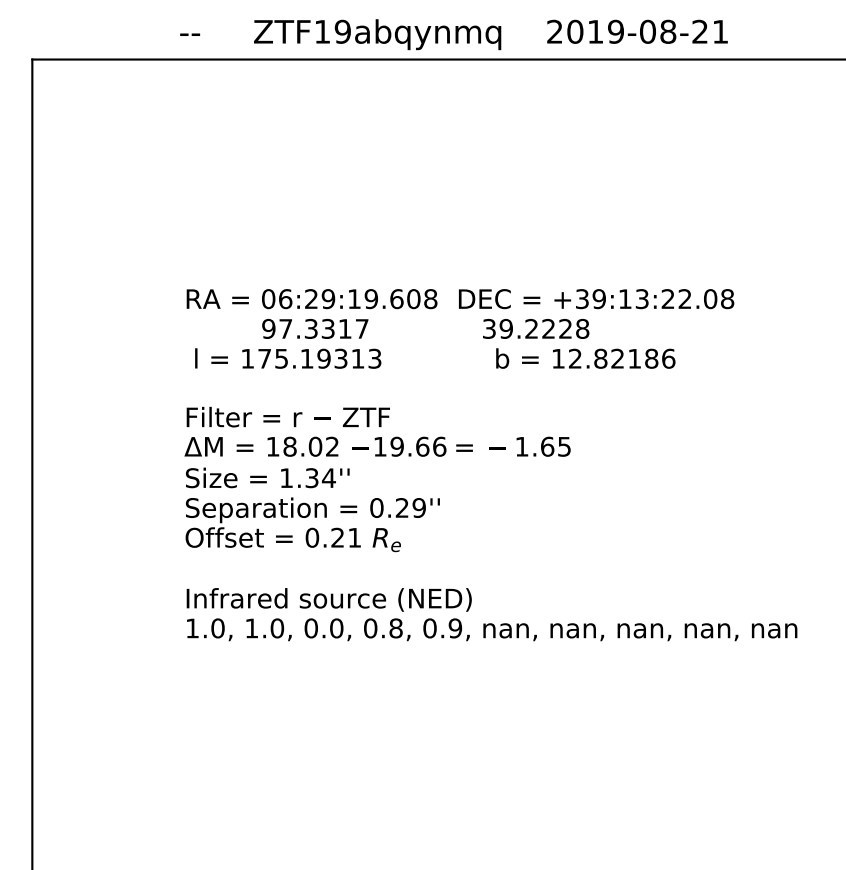 -- ZTF19abqynmq 2019-08-21
RA = 06:29:19.608 DEC = +39:13:22.08
97.3317 39.2228
l = 175.19313 b = 12.82186
Filter = r − ZTF
ΔM = 18.02 −19.66 = − 1.65
Size = 1.34''
Separation = 0.29''
Offset = 0.21 Re
Infrared source (NED)
1.0, 1.0, 0.0, 0.8, 0.9, nan, nan, nan, nan, nan